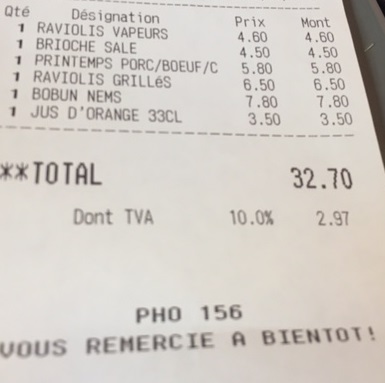 Qté Désignation Prix Mont
1 RAVIOLIS VAPEURS 4.60 4.60
1 BRIOCHE SALE 4.50 4.50
1 PRINTEMPS PORC/BOEUF/C 5.80 5.80
1 RAVIOLIS GRILLéS 6.50 6.50
1 BOBUN NEMS 7.80 7.80
1 JUS D'ORANGE 33CL 3.50 3.50
**TOTAL 32.70
Dont TVA 10.0% 2.97
PHO 156
VOUS REMERCIE A BIENTOT!